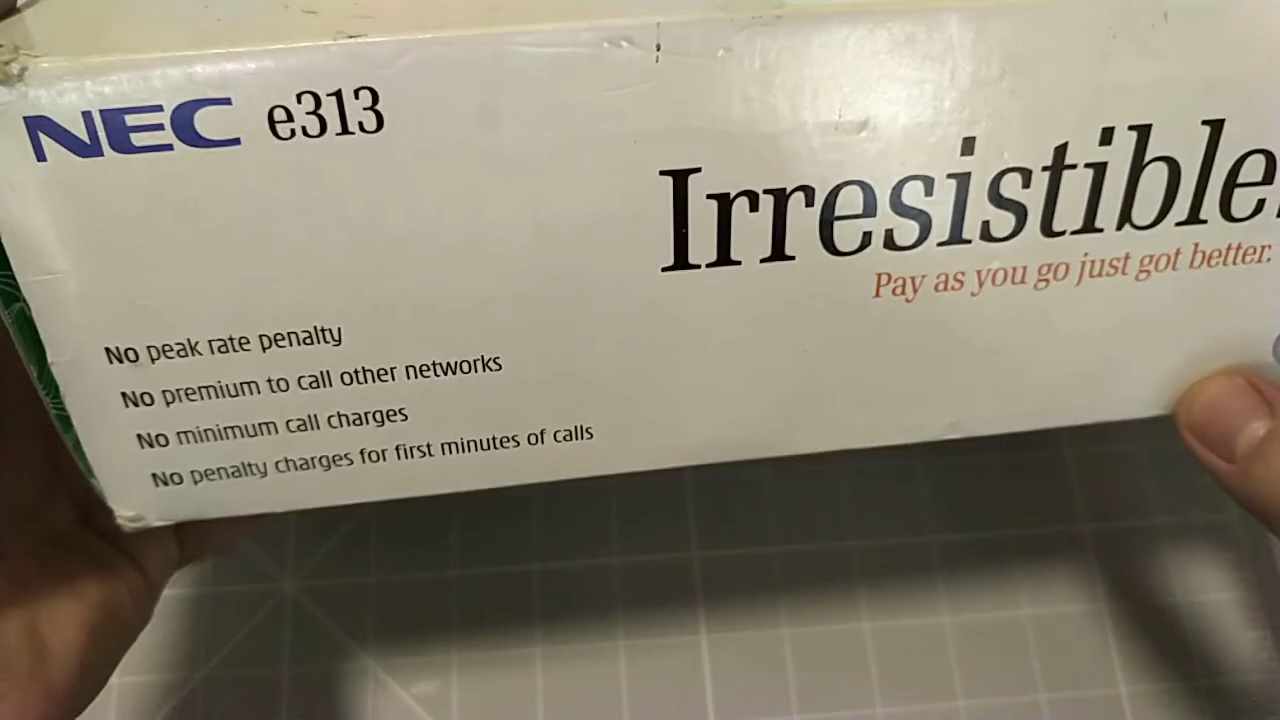 NEC e313
Irresistible.
Pay as you go just got better.
No peak rate penalty
No premium to call other networks
No minimum call charges
No penalty charges for first minutes of calls